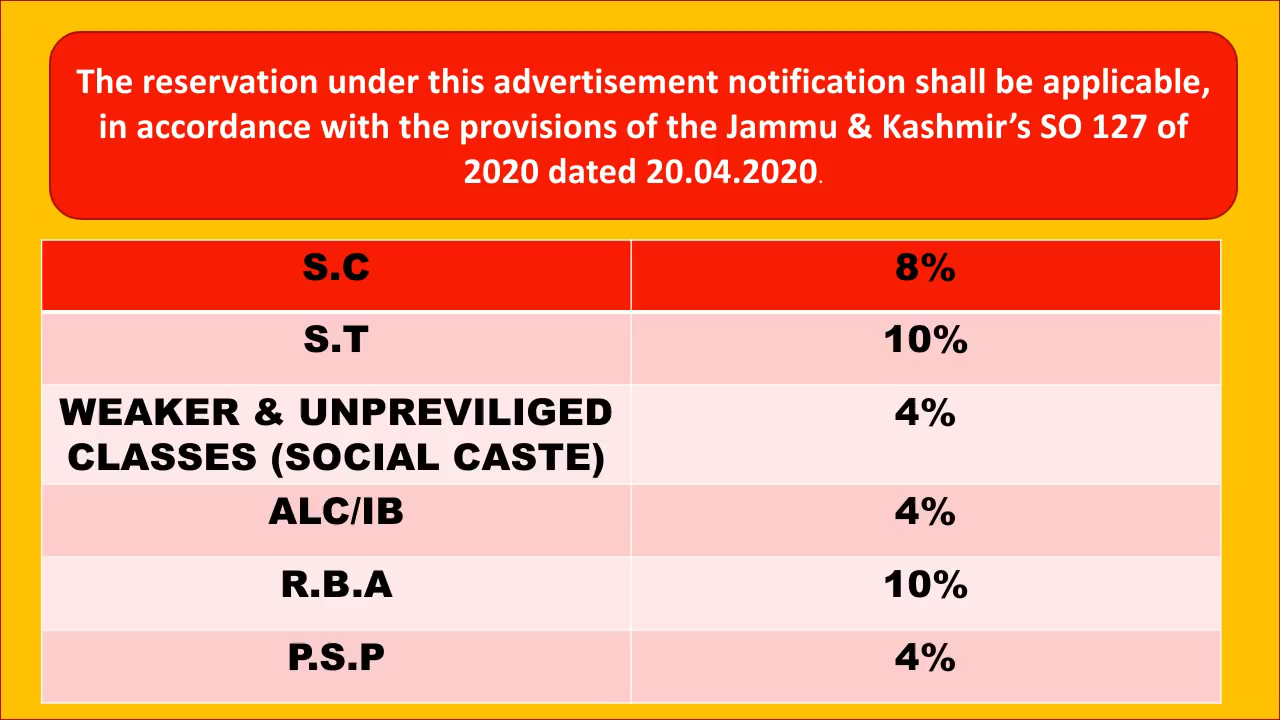 The reservation under this advertisement notification shall be applicable,
in accordance with the provisions of the Jammu & Kashmir’s SO 127 of
2020 dated 20.04.2020.
S.C 8%
S.T 10%
WEAKER & UNPREVILIGED 4%
CLASSES (SOCIAL CASTE)
ALC/IB 4%
R.B.A 10%
P.S.P 4%